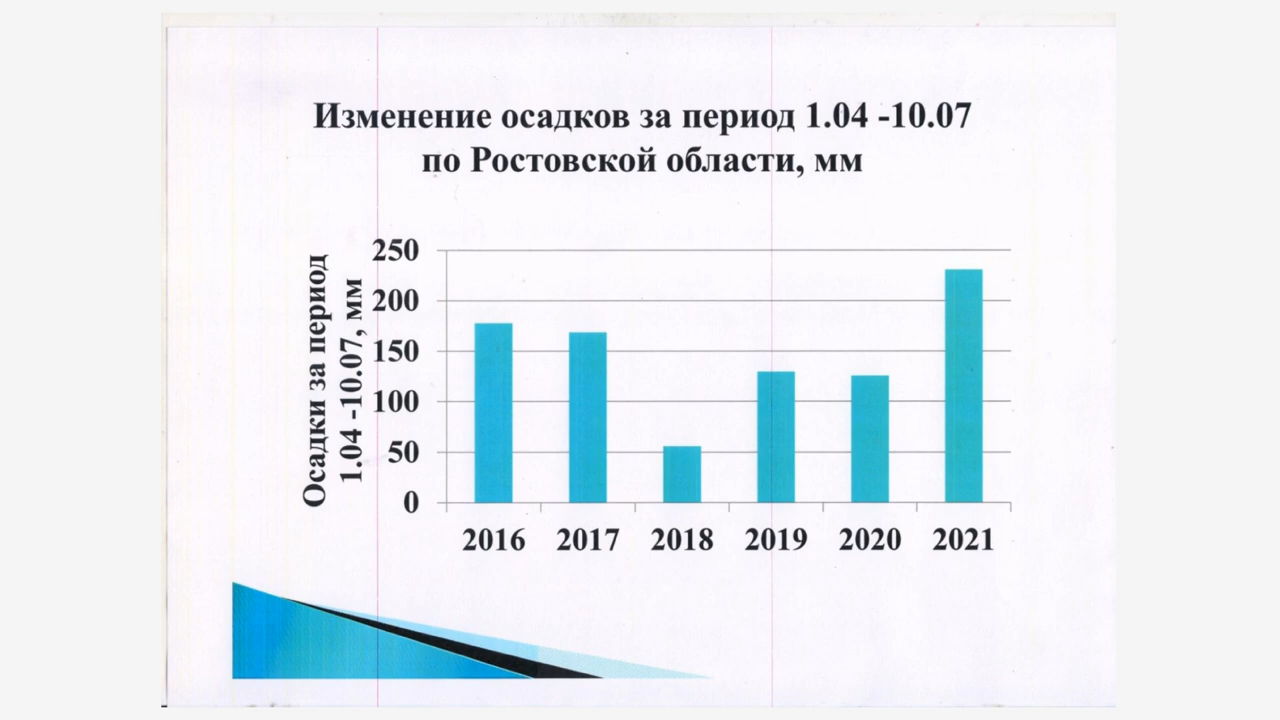 Изменение осадков за период 1.04 -10.07
по Ростовской области, мм
Осадки за период
1.04 -10.07, мм
250
200
150
100
50
0
2016 2017 2018 2019 2020 2021